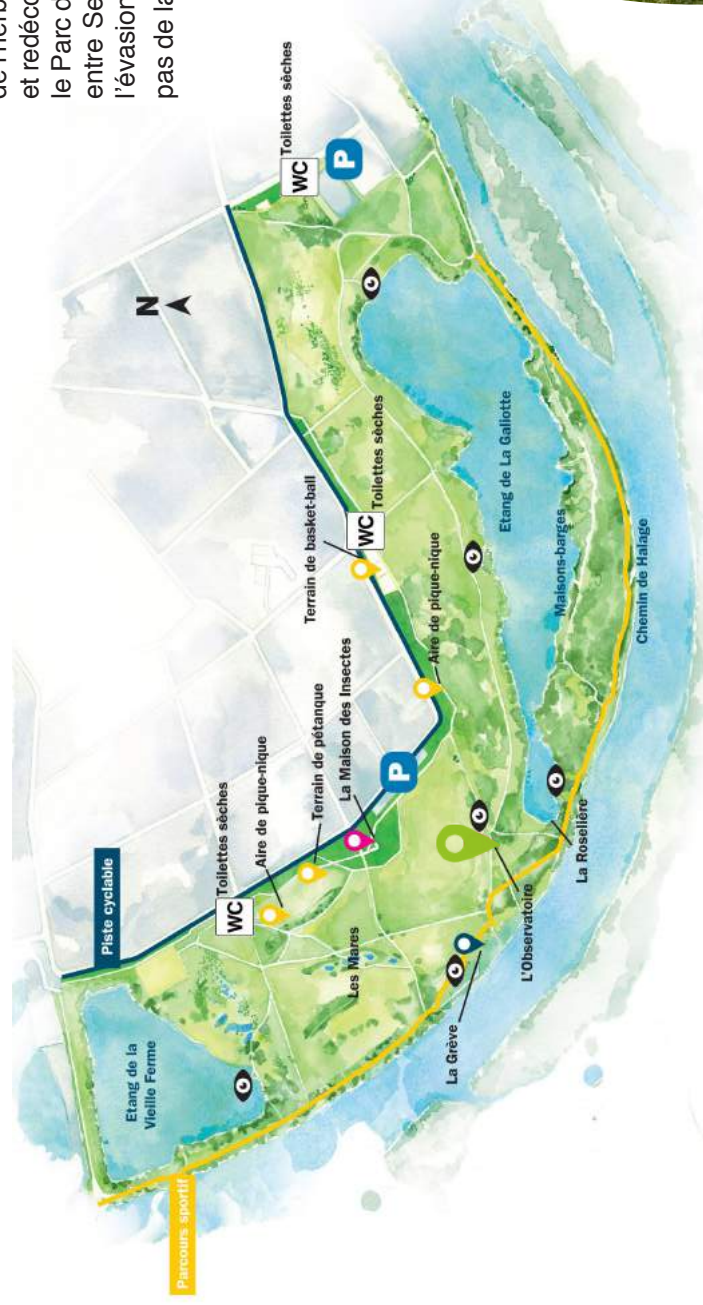 de l'herb
et redéco
le Parc d
entre Se
l'évasion
pas de la
Toilettes sèches
WC
P
N
Toilettes sèches
WC
Terrain de basket-ball
Etang de La Galiotte
Maisons-barges
Chemin de Halage
Aire de pique-nique
P
La Maison des Insectes
Terrain de pétanque
Aire de pique-nique
Toilettes sèches
WC
Piste cyclable
La Roselière
L'Observatoire
Les Mares
La Grève
Etang de la
Vieille Ferme
Parcours sportif